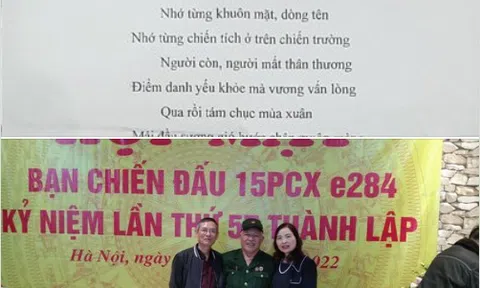 Nhớ từng khuôn mặt, dòng tên
Nhớ từng chiến tích ở trên chiến trường
Người còn, người mất thân thương
Điểm danh yếu khỏe mà vương vấn lòng
Qua rồi tám chục mùa xuân
BẠN CHIẾN ĐẤU 15PCX e284
KỶ NIỆM LẦN THỨ THÀNH LẬP
Hà Nội, ngày 2022